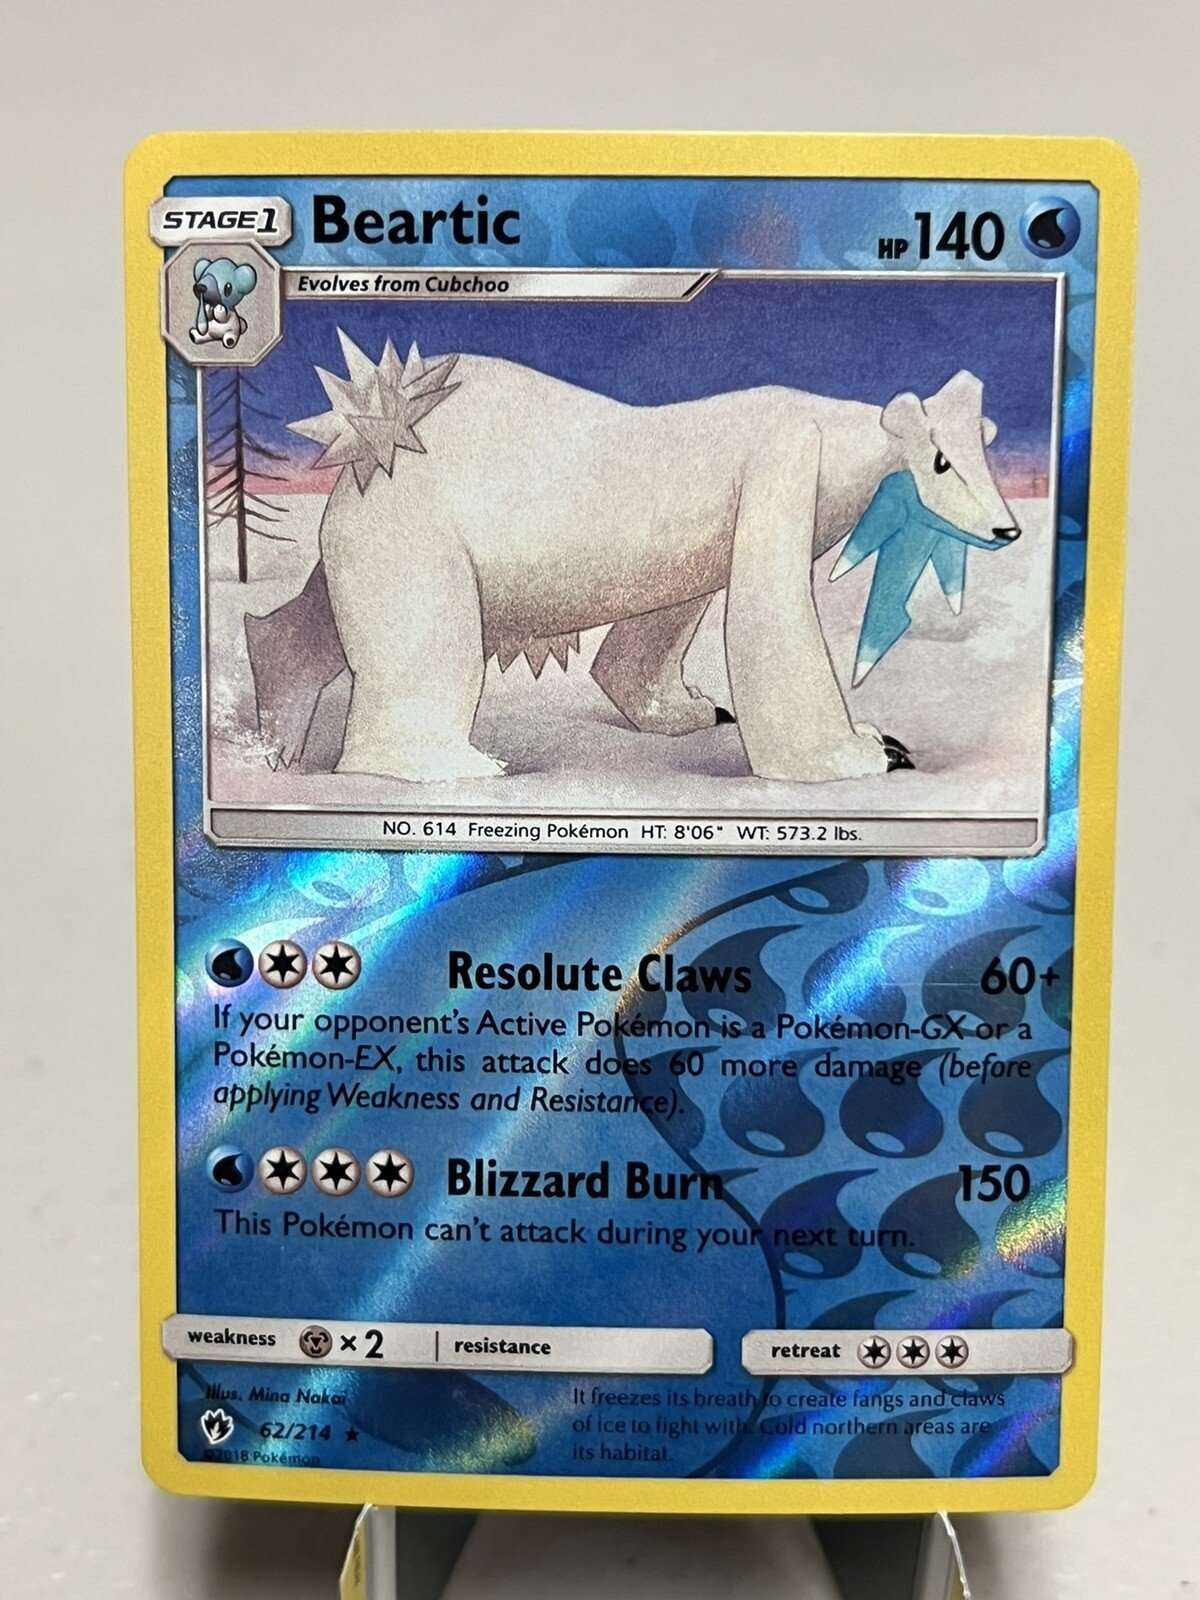 STAGE1 Beartic HP 140
Evolves from Cubchoo
NO. 614 Freezing Pokémon HT: 8'06" WT: 573.2 lbs.
Resolute Claws 60+
If your opponent's Active Pokémon is a Pokémon-GX or a
Pokémon-EX, this attack does 60 more damage (before
applying Weakness and Resistance).
Blizzard Burn 150
This Pokémon can't attack during your next turn.
weakness ×2 resistance retreat
Illus. Mina Nakai
62/214 ★
©2018 Pokémon
It freezes its breath to create fangs and claws
of ice to fight with. Cold northern areas are
its habitat.